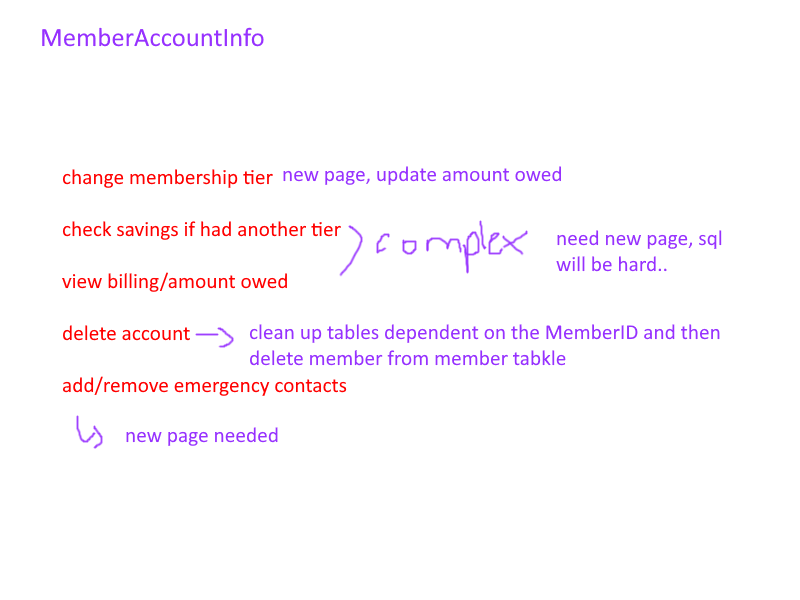 MemberAccountInfo
change membership tier new page, update amount owed
check savings if had another tier
complex
need new page, sql
will be hard..
view billing/amount owed
delete account
clean up tables dependent on the MemberID and then
delete member from member tabkle
add/remove emergency contacts
new page needed